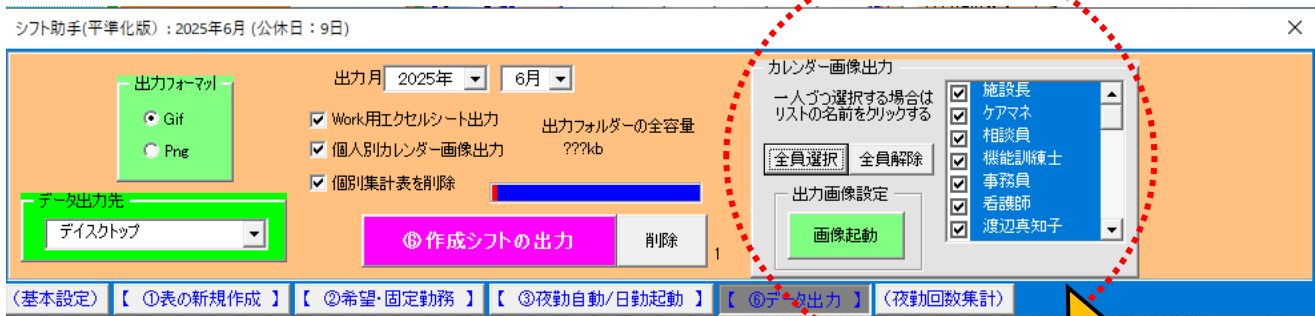 シフト助手(平準化版）: 2025年6月 (公休日：9日)
出力フォーマット
Gif
Png
データ出力先
デイスクトップ
出力月 2025年 6月
Work用エクセルシート出力
個人別カレンダー画像出力
個別集計表を削除
出力フォルダーの全容量
???kb
⑥作成シフトの出力
削除
1
カレンダー画像出力
一人づつ選択する場合は
リストの名前をクリックする
全員選択 全員解除
出力画像設定
画像起動
施設長
ケアマネ
相談員
機能訓練士
事務員
看護師
渡辺真知子
(基本設定) 【 ①表の新規作成 】 【 ②希望・固定勤務 】 【 ③夜勤自動/日勤起動 】 【 ⑥データ出力 】 (夜勤回数集計)